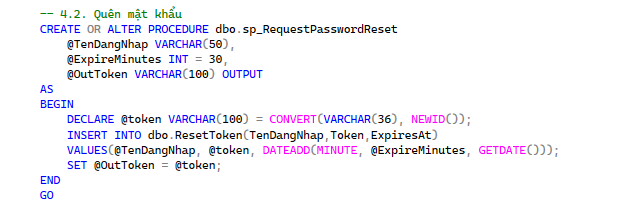 -- 4.2. Quên mật khẩu
CREATE OR ALTER PROCEDURE dbo.sp_RequestPasswordReset
    @TenDangNhap VARCHAR(50),
    @ExpireMinutes INT = 30,
    @OutToken VARCHAR(100) OUTPUT
AS
BEGIN
    DECLARE @token VARCHAR(100) = CONVERT(VARCHAR(36), NEWID());
    INSERT INTO dbo.ResetToken(TenDangNhap,Token,ExpiresAt)
    VALUES(@TenDangNhap, @token, DATEADD(MINUTE, @ExpireMinutes, GETDATE()));
    SET @OutToken = @token;
END
GO